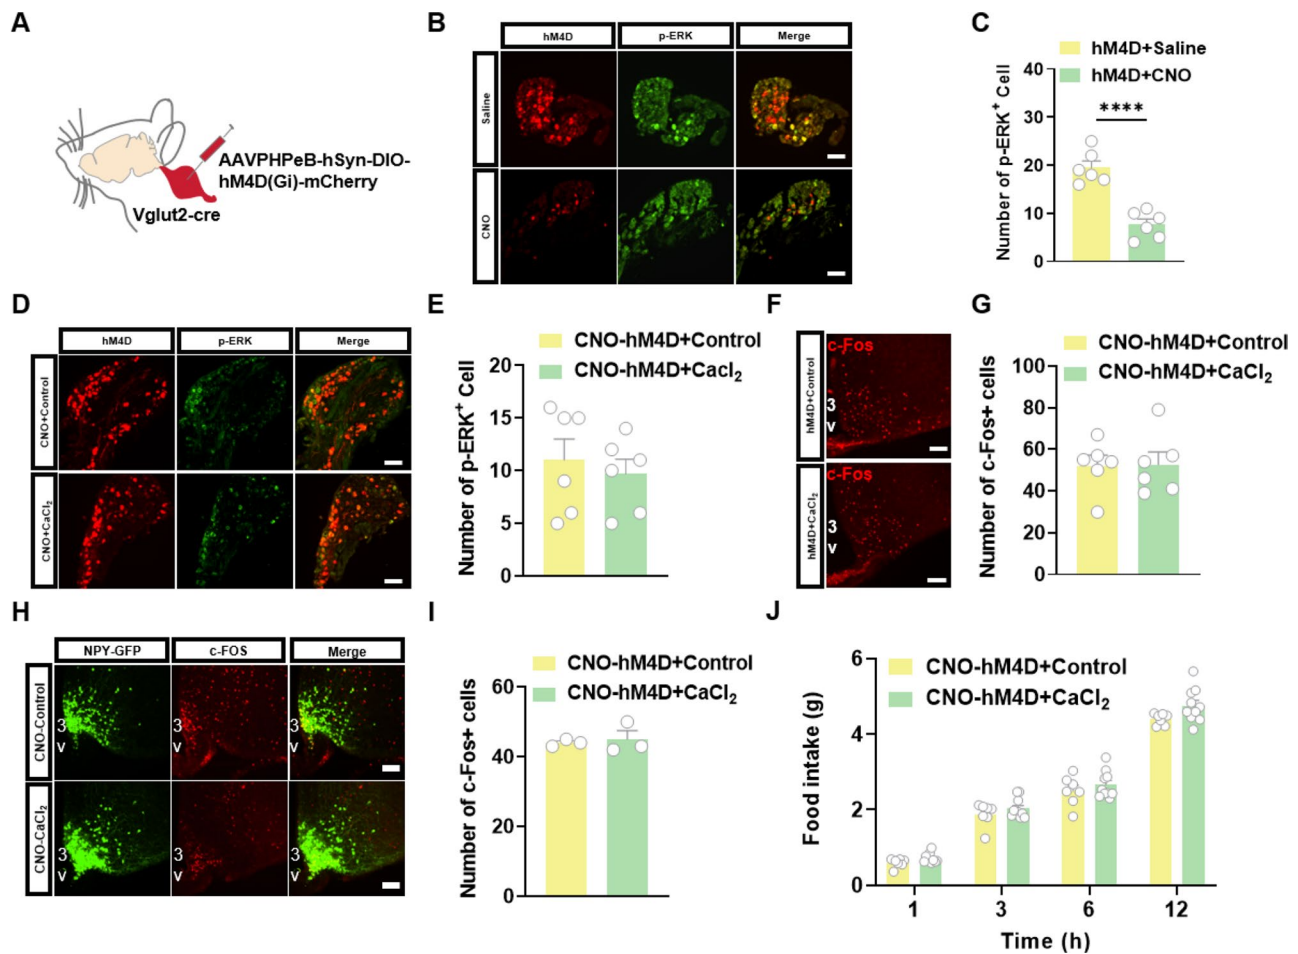 A
AAVPHPeB-hSyn-DIO-
hM4D(Gi)-mCherry
Vglut2-cre
B
hM4D
p-ERK
Merge
Saline
CNO
C
hM4D+Saline
hM4D+CNO
Number of p-ERK+ Cell
40
30
20
10
0
****
D
hM4D
p-ERK
Merge
CNO+Control
CNO+CaCl2
E
CNO-hM4D+Control
CNO-hM4D+Cacl2
Number of p-ERK+ Cell
20
15
10
5
0
F
hM4D+Control
c-Fos
3
v
hM4D+CaCl2
c-Fos
3
v
G
CNO-hM4D+Control
CNO-hM4D+CaCl2
Number of c-Fos+ cells
100
80
60
40
20
0
H
NPY-GFP
c-FOS
Merge
CNO-Control
3
v
3
v
CNO-CaCl2
3
v
3
v
I
CNO-hM4D+Control
CNO-hM4D+CaCl2
Number of c-Fos+ cells
60
40
20
0
J
CNO-hM4D+Control
CNO-hM4D+CaCl2
Food intake (g)
6
4
2
0
1
3
6
12
Time (h)